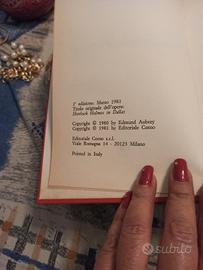 1ª edizione: Marzo 1981
Titolo originale dell'opera:
Sherlock Holmes in Dallas
Copyright © 1980 by Edmund Aubrey
Copyright © 1981 by Editoriale Corno
Editoriale Corno s.r.l.
Viale Romagna 14 - 20123 Milano
Printed in Italy
subito